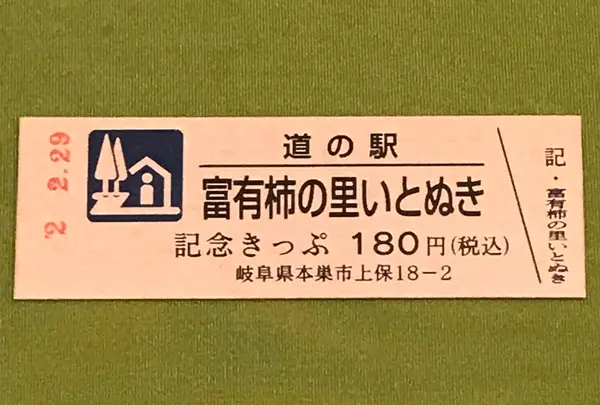 2 2.29
道の駅
富有柿の里いとぬき
記念きっぷ 180円(税込)
岐阜県本巣市上保18-2
記・富有柿の里いとぬき